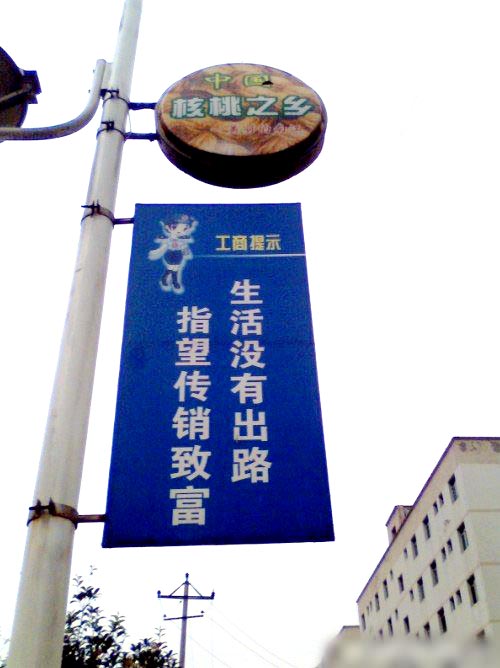 中国
核桃之乡
工商提示
生活没有出路
指望传销致富